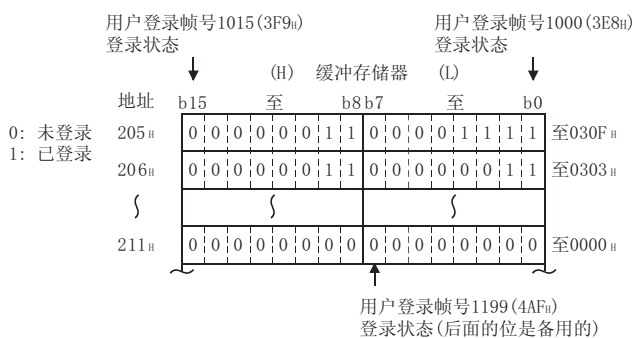 用户登录帧号1015(3F9H) 用户登录帧号1000(3E8H)
登录状态 登录状态
(H) 缓冲存储器 (L)
地址 b15 至 b8 b7 至 b0
0: 未登录 205H 0 0 0 0 0 0 1 1 0 0 0 0 1 1 1 1 至030FH
1: 已登录
206H 0 0 0 0 0 0 1 1 0 0 0 0 0 0 1 1 至0303H
211H 0 0 0 0 0 0 0 0 0 0 0 0 0 0 0 0 至0000H
用户登录帧号1199(4AFH)
登录状态(后面的位是备用的)